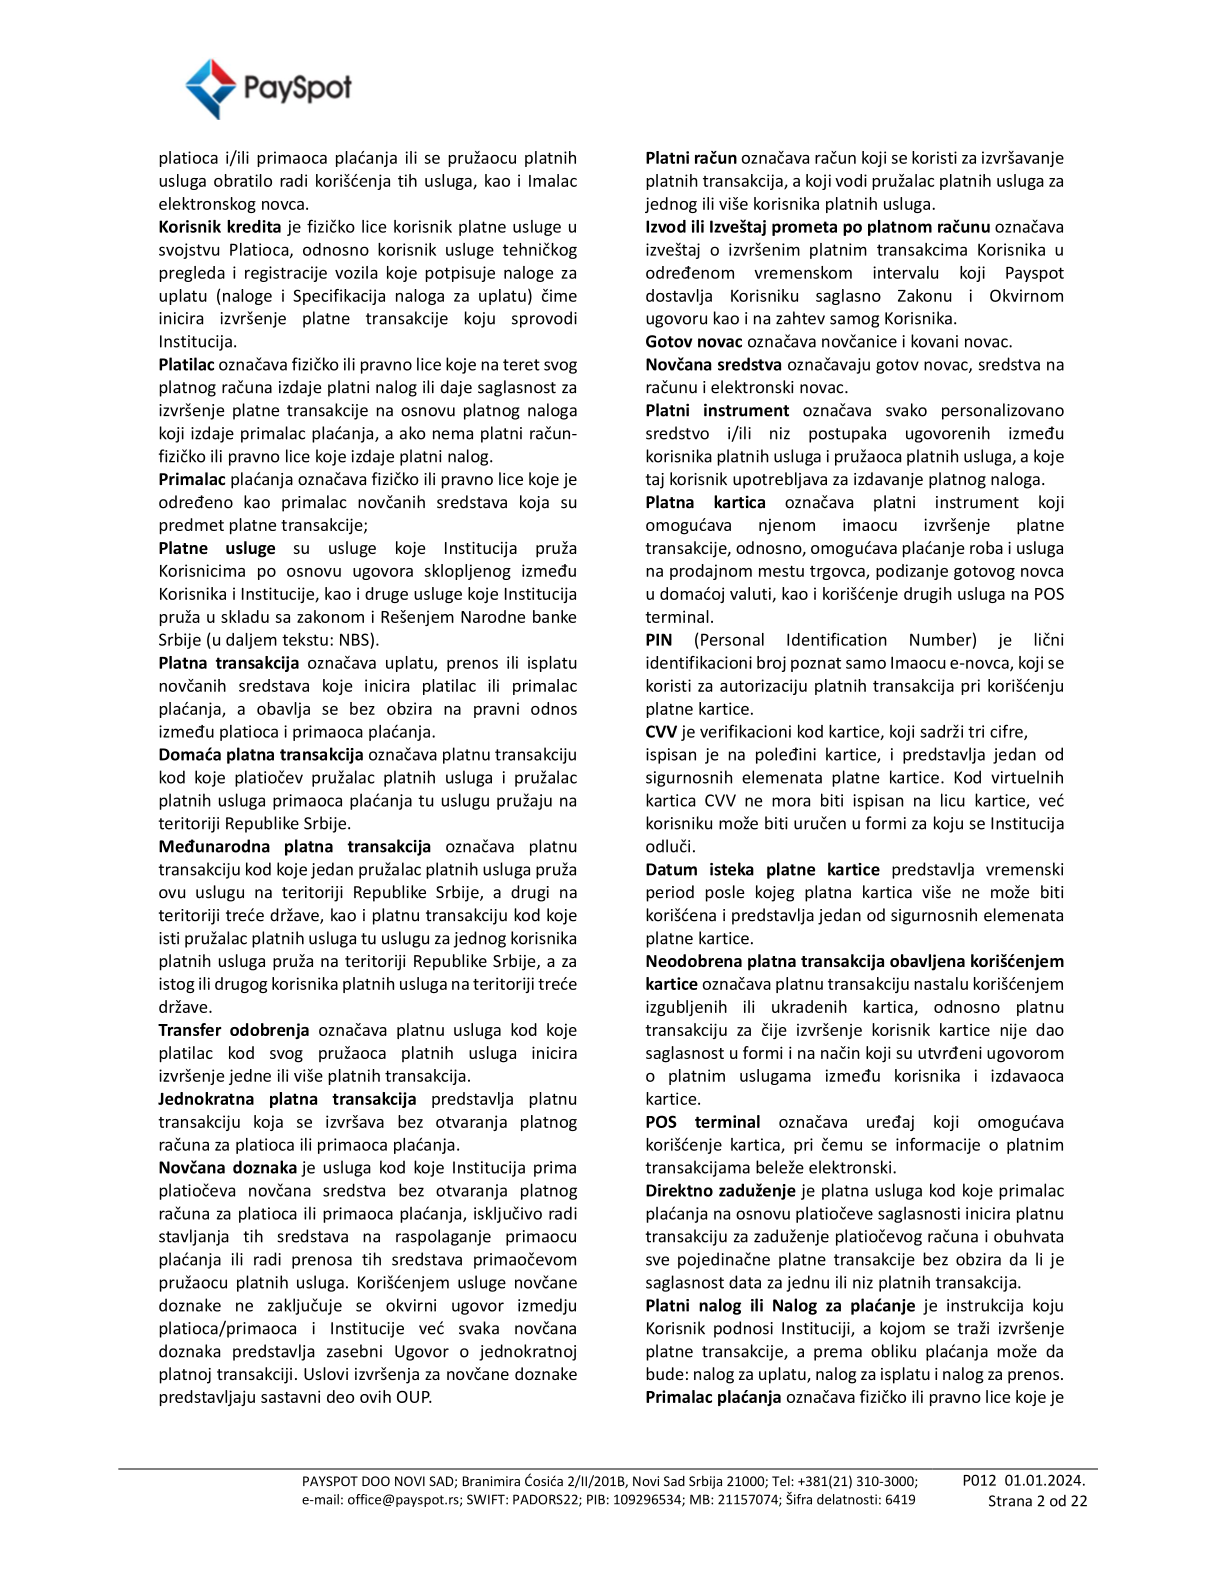 PaySpot
platioca i/ili primaoca plaćanja ili se pružaocu platnih
usluga obratilo radi korišćenja tih usluga, kao i Imalac
elektronskog novca.
Korisnik kredita je fizičko lice korisnik platne usluge u
svojstvu Platioca, odnosno korisnik usluge tehničkog
pregleda i registracije vozila koje potpisuje naloge za
uplatu (naloge i Specifikacija naloga za uplatu) čime
inicira izvršenje platne transakcije koju sprovodi
Institucija.
Platilac označava fizičko ili pravno lice koje na teret svog
platnog računa izdaje platni nalog ili daje saglasnost za
izvršenje platne transakcije na osnovu platnog naloga
koji izdaje primalac plaćanja, a ako nema platni račun-
fizičko ili pravno lice koje izdaje platni nalog.
Primalac plaćanja označava fizičko ili pravno lice koje je
određeno kao primalac novčanih sredstava koja su
predmet platne transakcije;
Platne usluge su usluge koje Institucija pruža
Korisnicima po osnovu ugovora sklopljenog između
Korisnika i Institucije, kao i druge usluge koje Institucija
pruža u skladu sa zakonom i Rešenjem Narodne banke
Srbije (u daljem tekstu: NBS).
Platna transakcija označava uplatu, prenos ili isplatu
novčanih sredstava koje inicira platilac ili primalac
plaćanja, a obavlja se bez obzira na pravni odnos
između platioca i primaoca plaćanja.
Domaća platna transakcija označava platnu transakciju
kod koje platiočev pružalac platnih usluga i pružalac
platnih usluga primaoca plaćanja tu uslugu pružaju na
teritoriji Republike Srbije.
Međunarodna platna transakcija označava platnu
transakciju kod koje jedan pružalac platnih usluga pruža
ovu uslugu na teritoriji Republike Srbije, a drugi na
teritoriji treće države, kao i platnu transakciju kod koje
isti pružalac platnih usluga tu uslugu za jednog korisnika
platnih usluga pruža na teritoriji Republike Srbije, a za
istog ili drugog korisnika platnih usluga na teritoriji treće
države.
Transfer odobrenja označava platnu usluga kod koje
platilac kod svog pružaoca platnih usluga inicira
izvršenje jedne ili više platnih transakcija.
Jednokratna platna transakcija predstavlja platnu
transakciju koja se izvršava bez otvaranja platnog
računa za platioca ili primaoca plaćanja.
Novčana doznaka je usluga kod koje Institucija prima
platiočeva novčana sredstva bez otvaranja platnog
računa za platioca ili primaoca plaćanja, isključivo radi
stavljanja tih sredstava na raspolaganje primaocu
plaćanja ili radi prenosa tih sredstava primaočevom
pružaocu platnih usluga. Korišćenjem usluge novčane
doznake ne zaključuje se okvirni ugovor izmedju
platioca/primaoca i Institucije već svaka novčana
doznaka predstavlja zasebni Ugovor o jednokratnoj
platnoj transakciji. Uslovi izvršenja za novčane doznake
predstavljaju sastavni deo ovih OUP.
Platni račun označava račun koji se koristi za izvršavanje
platnih transakcija, a koji vodi pružalac platnih usluga za
jednog ili više korisnika platnih usluga.
Izvod ili Izveštaj prometa po platnom računu označava
izveštaj o izvršenim platnim transakcima Korisnika u
određenom vremenskom intervalu koji Payspot
dostavlja Korisniku saglasno Zakonu i Okvirnom
ugovoru kao i na zahtev samog Korisnika.
Gotov novac označava novčanice i kovani novac.
Novčana sredstva označavaju gotov novac, sredstva na
računu i elektronski novac.
Platni instrument označava svako personalizovano
sredstvo i/ili niz postupaka ugovorenih između
korisnika platnih usluga i pružaoca platnih usluga, a koje
taj korisnik upotrebljava za izdavanje platnog naloga.
Platna kartica označava platni instrument koji
omogućava njenom imaocu izvršenje platne
transakcije, odnosno, omogućava plaćanje roba i usluga
na prodajnom mestu trgovca, podizanje gotovog novca
u domaćoj valuti, kao i korišćenje drugih usluga na POS
terminal.
PIN (Personal Identification Number) je lični
identifikacioni broj poznat samo Imaocu e-novca, koji se
koristi za autorizaciju platnih transakcija pri korišćenju
platne kartice.
CVV je verifikacioni kod kartice, koji sadrži tri cifre,
ispisan je na poleđini kartice, i predstavlja jedan od
sigurnosnih elemenata platne kartice. Kod virtuelnih
kartica CVV ne mora biti ispisan na licu kartice, već
korisniku može biti uručen u formi za koju se Institucija
odluči.
Datum isteka platne kartice predstavlja vremenski
period posle kojeg platna kartica više ne može biti
korišćena i predstavlja jedan od sigurnosnih elemenata
platne kartice.
Neodobrena platna transakcija obavljena korišćenjem
kartice označava platnu transakciju nastalu korišćenjem
izgubljenih ili ukradenih kartica, odnosno platnu
transakciju za čije izvršenje korisnik kartice nije dao
saglasnost u formi i na način koji su utvrđeni ugovorom
o platnim uslugama između korisnika i izdavaoca
kartice.
POS terminal označava uređaj koji omogućava
korišćenje kartica, pri čemu se informacije o platnim
transakcijama beleže elektronski.
Direktno zaduženje je platna usluga kod koje primalac
plaćanja na osnovu platiočeve saglasnosti inicira platnu
transakciju za zaduženje platiočevog računa i obuhvata
sve pojedinačne platne transakcije bez obzira da li je
saglasnost data za jednu ili niz platnih transakcija.
Platni nalog ili Nalog za plaćanje je instrukcija koju
Korisnik podnosi Instituciji, a kojom se traži izvršenje
platne transakcije, a prema obliku plaćanja može da
bude: nalog za uplatu, nalog za isplatu i nalog za prenos.
Primalac plaćanja označava fizičko ili pravno lice koje je
PAYSPOT DOO NOVI SAD; Branimira Ćosića 2/II/201B, Novi Sad Srbija 21000; Tel: +381(21) 310-3000;
e-mail: office@payspot.rs; SWIFT: PADORS22; PIB: 109296534; MB: 21157074; Šifra delatnosti: 6419
P012 01.01.2024.
Strana 2 od 22